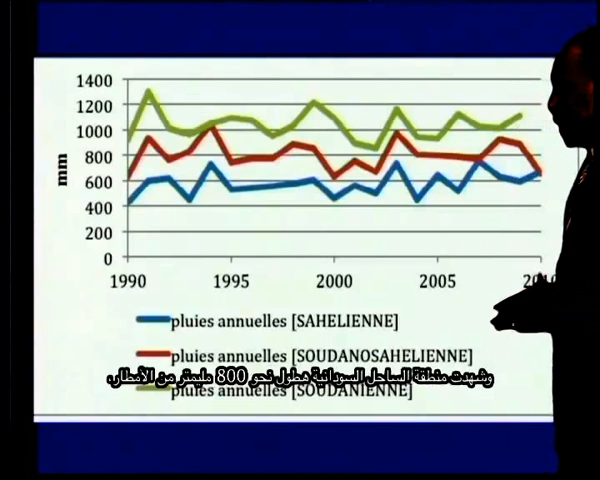 1400
1200
1000
800
600
400
200
0
mm
1990 1995 2000 2005 2010
pluies annuelles [SAHELIENNE]
pluies annuelles [SOUDANOSAHELIENNE]
وشهدت منطقة الساحل السودانية هطول نحو 800 مليمتر من الأمطار،
pluies annuelles [SOUDANIENNE]